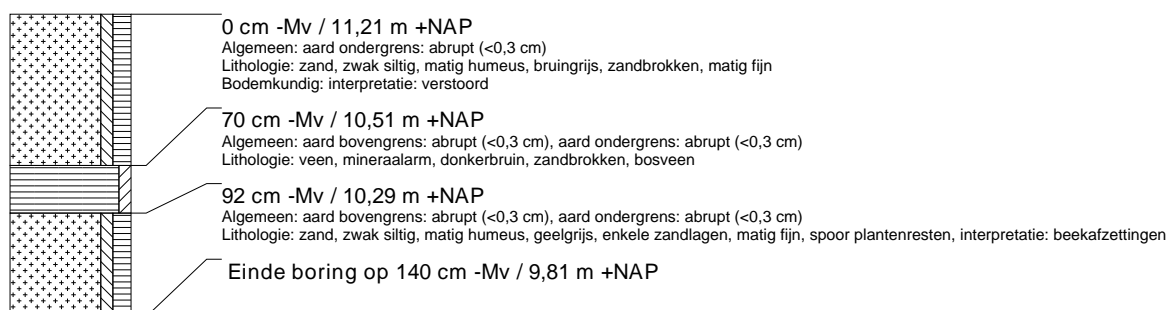 0 cm -Mv / 11,21 m +NAP
Algemeen: aard ondergrens: abrupt (<0,3 cm)
Lithologie: zand, zwak siltig, matig humeus, bruingrijs, zandbrokken, matig fijn
Bodemkundig: interpretatie: verstoord
70 cm -Mv / 10,51 m +NAP
Algemeen: aard bovengrens: abrupt (<0,3 cm), aard ondergrens: abrupt (<0,3 cm)
Lithologie: veen, mineraalarm, donkerbruin, zandbrokken, bosveen
92 cm -Mv / 10,29 m +NAP
Algemeen: aard bovengrens: abrupt (<0,3 cm), aard ondergrens: abrupt (<0,3 cm)
Lithologie: zand, zwak siltig, matig humeus, geelgrijs, enkele zandlagen, matig fijn, spoor plantenresten, interpretatie: beekafzettingen
Einde boring op 140 cm -Mv / 9,81 m +NAP